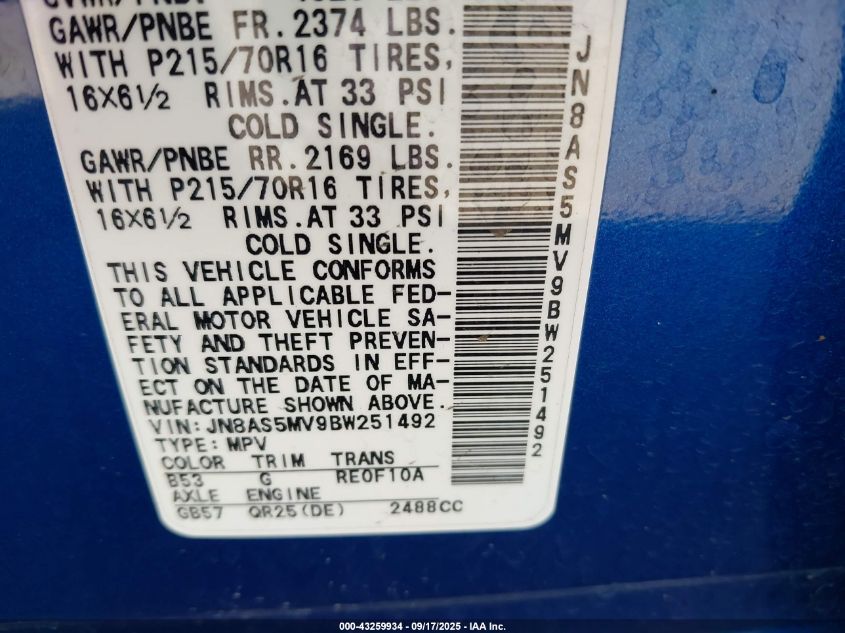 GAWR/PNBE FR. 2374 LBS.
WITH P215/70R16 TIRES,
16X6½ RIMS. AT 33 PSI
COLD SINGLE.
GAWR/PNBE RR. 2169 LBS.
WITH P215/70R16 TIRES,
16X6½ RIMS. AT 33 PSI
COLD SINGLE.
THIS VEHICLE CONFORMS
TO ALL APPLICABLE FED-
ERAL MOTOR VEHICLE SA-
FETY AND THEFT PREVEN-
TION STANDARDS IN EFF-
ECT ON THE DATE OF MA-
NUFACTURE SHOWN ABOVE.
VIN: JN8AS5MV9BW251492
TYPE: MPV
COLOR TRIM TRANS
B53 G RE0F10A
AXLE ENGINE
GB57 QR25(DE) 2488CC
JN8AS5MV9BW251492
000-43259934 - 09/17/2025 - IAA Inc.